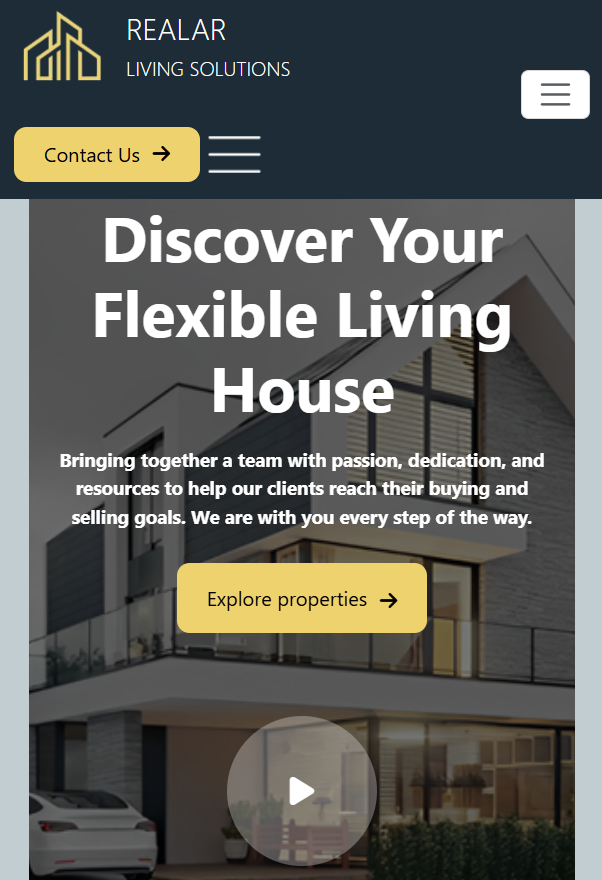 REALAR
LIVING SOLUTIONS
Contact Us
Discover Your
Flexible Living
House
Bringing together a team with passion, dedication, and
resources to help our clients reach their buying and
selling goals. We are with you every step of the way.
Explore properties